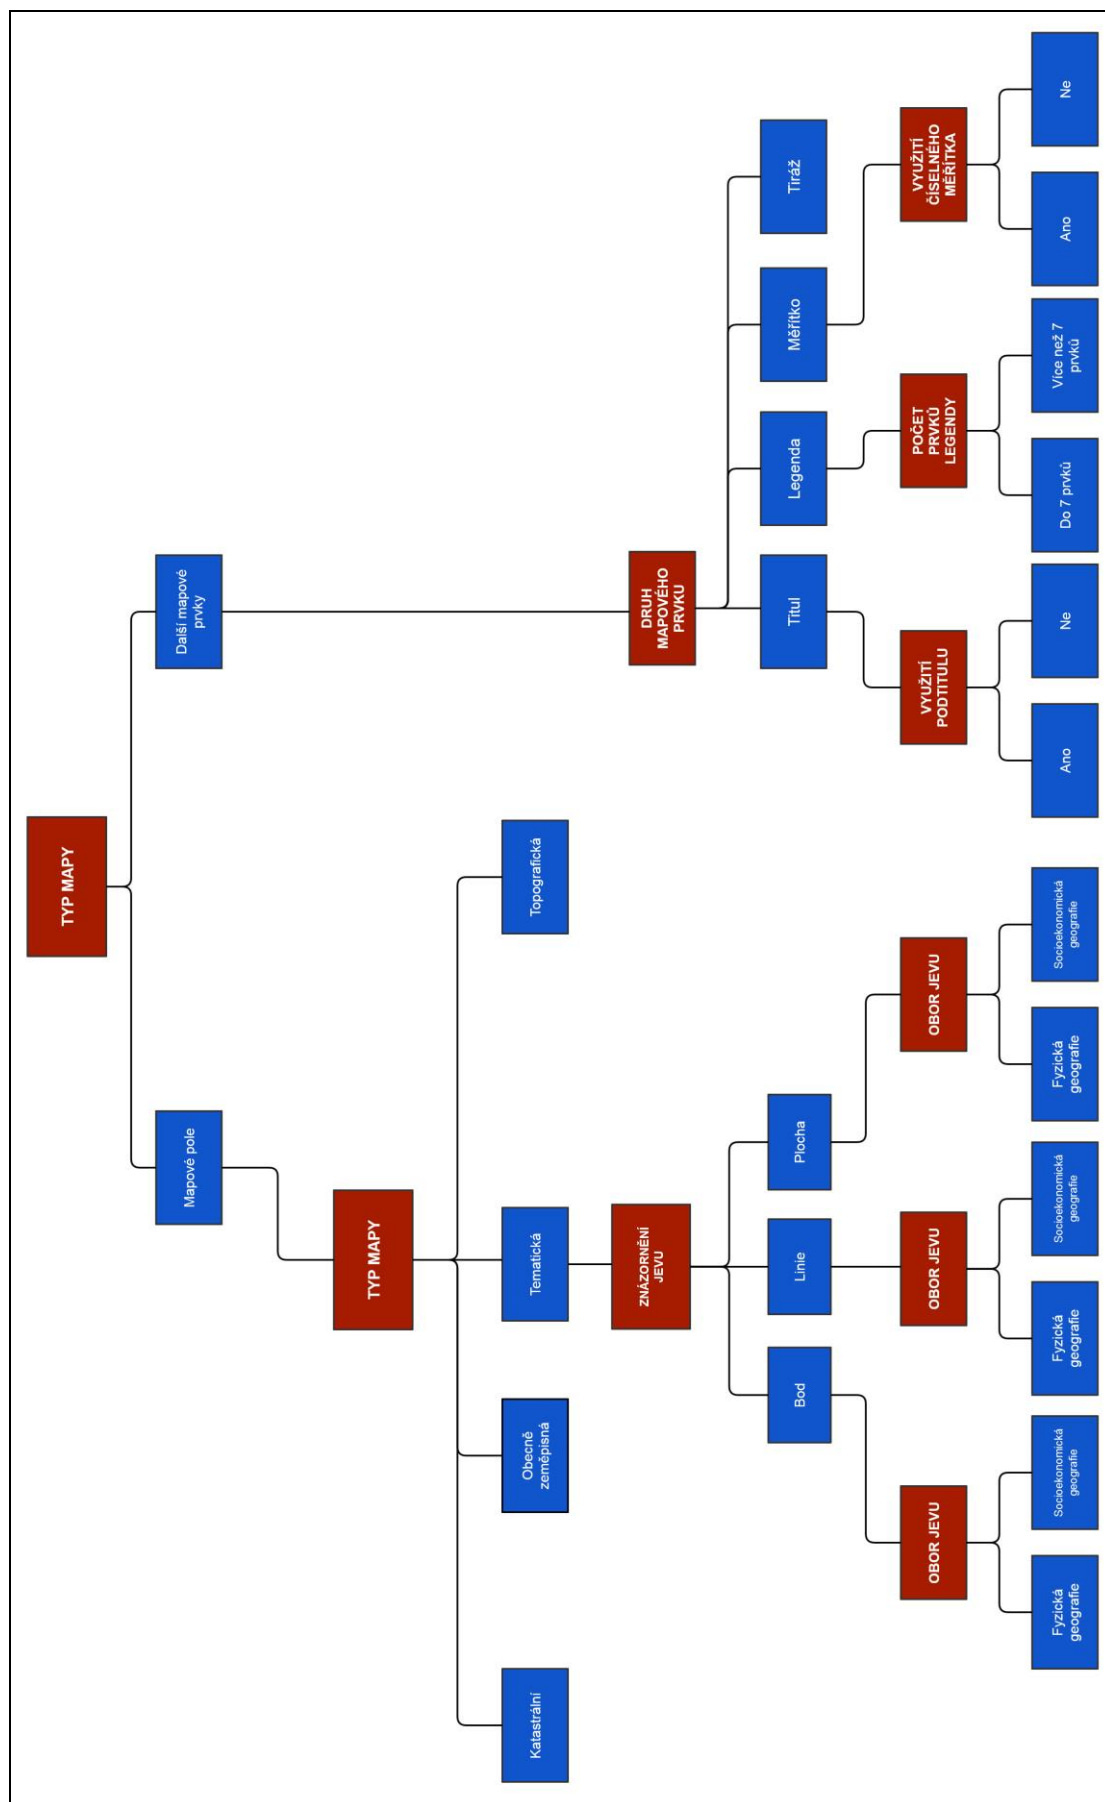 TYP MAPY
Mapové pole
Další mapové
prvky
TYP MAPY
Katastrální
Obecně
zeměpisná
Tematická
Topografická
ZNÁZORNĚNÍ
JEVU
DRUH
MAPOVÉHO
PRVKU
Bod
Linie
Plocha
Titul
Legenda
Měřítko
Tiráž
OBOR JEVU
OBOR JEVU
OBOR JEVU
VYUŽITÍ
PODTITULU
POČET
PRVKŮ
LEGENDY
VYUŽITÍ
ČÍSELNÉHO
MĚŘÍTKA
Fyzická
geografie
Socioekonomická
geografie
Fyzická
geografie
Socioekonomická
geografie
Fyzická
geografie
Socioekonomická
geografie
Ano
Ne
Do 7 prvků
Více než 7
prvků
Ano
Ne